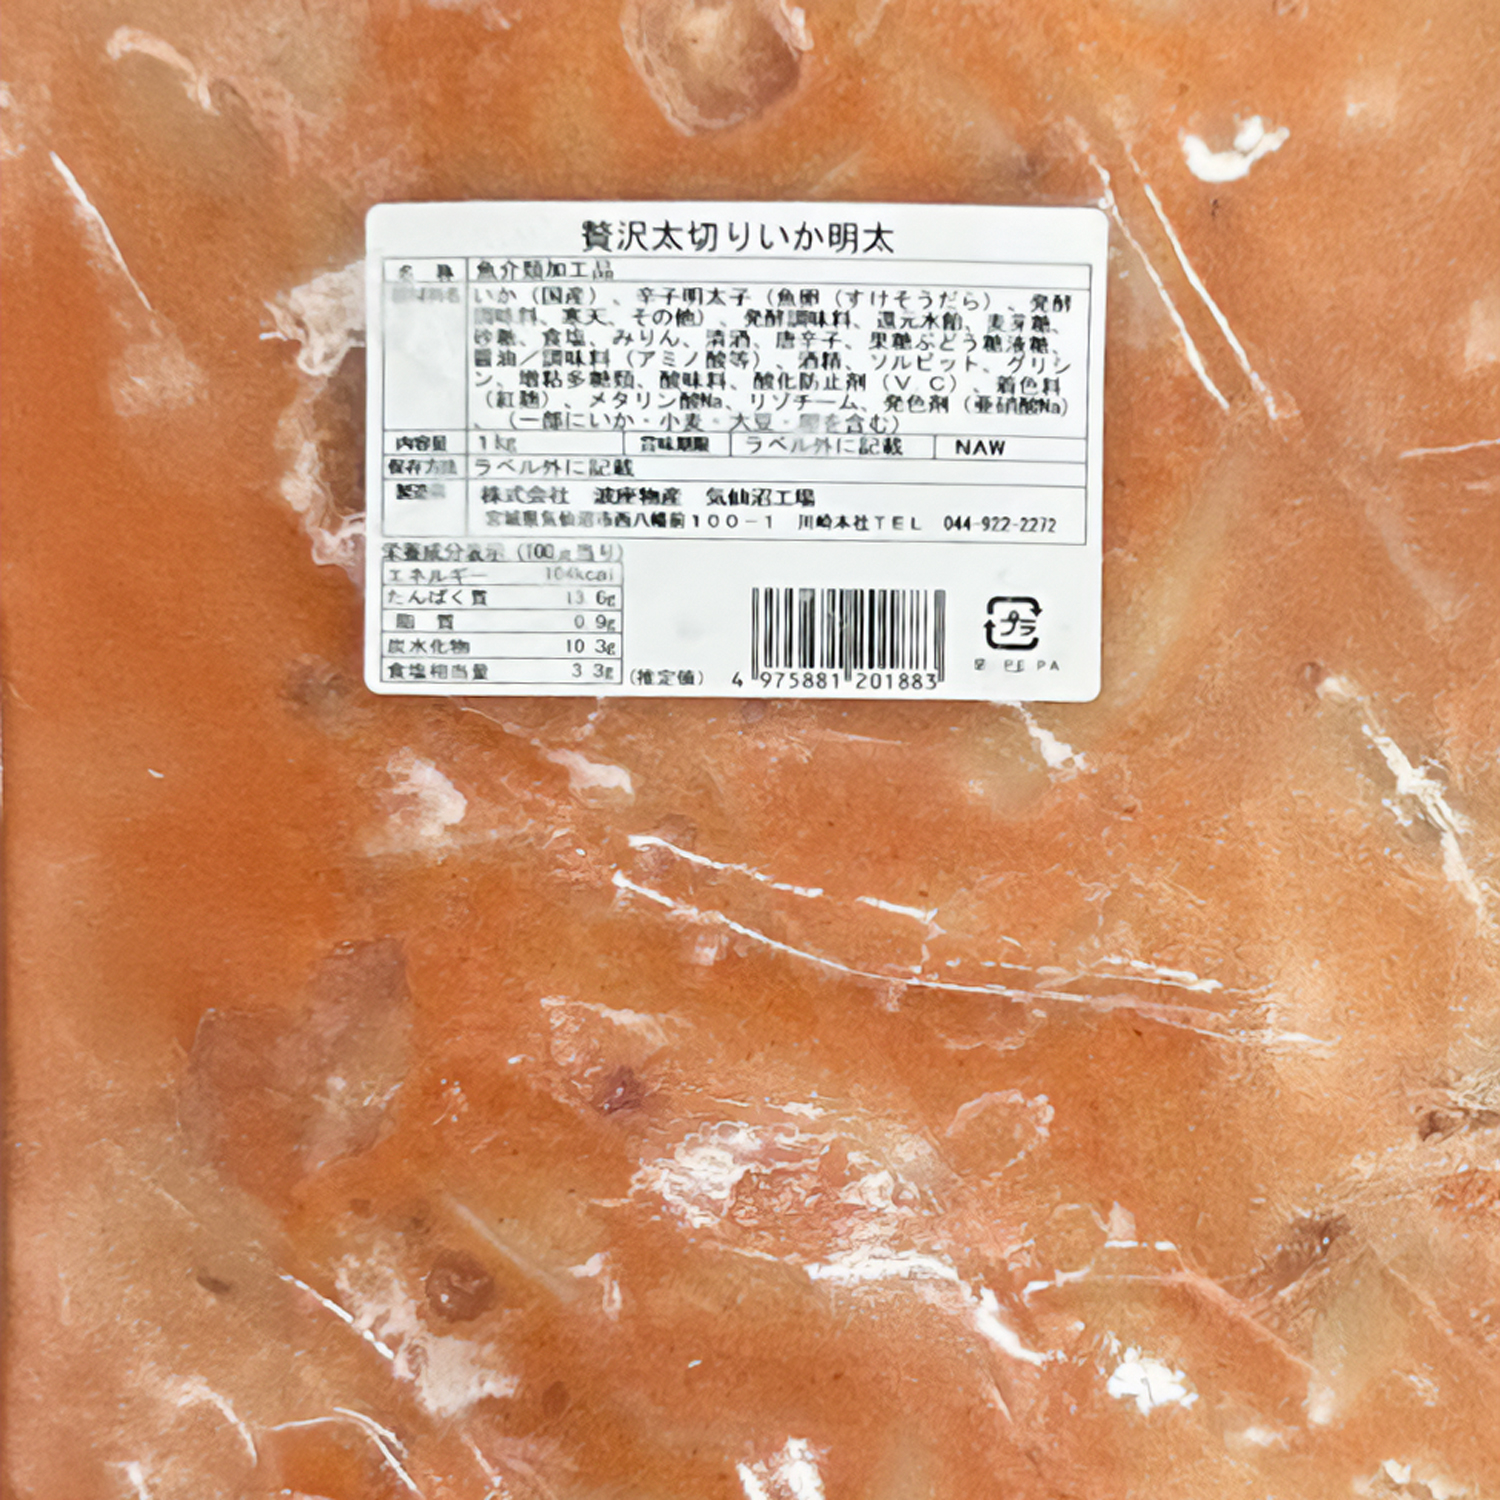 贅沢太切りいか明太
名 称 魚介類加工品
いか（国産）、辛子明太子（魚卵（すけそうだら）、発酵
調味料、寒天、その他）、発酵調味料、還元水飴、麦芽糖、
砂糖、食塩、みりん、清酒、唐辛子、果糖ぶどう糖液糖、
醤油／調味料（アミノ酸等）、酒精、ソルビット、グリシ
ン、増粘多糖類、酸味料、酸化防止剤（V.C）、着色料
（紅麹）、メタリン酸Na、リゾチーム、発色剤（亜硝酸Na）
、（一部にいか・小麦・大豆・を含む）
内容量 1kg 賞味期限 ラベル外に記載 NAW
保存方法 ラベル外に記載
株式会社 波座物産 気仙沼工場
宮城県気仙沼市西八幡前100-1 川崎本社TEL 044-922-2272
栄養成分表示（100g当り）
エネルギー 104kcal
たんぱく質 13.6g
脂 質 0.9g
炭水化物 10.3g
食塩相当量 3.3g （推定値）
4 975881 201883
プラ
PE PA